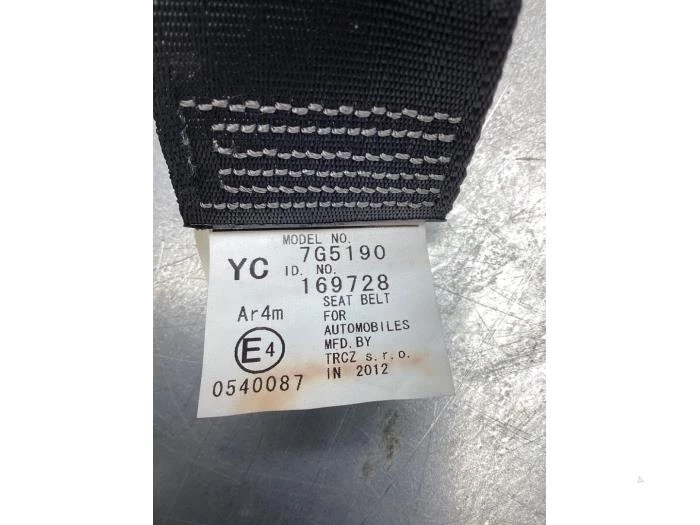 MODEL NO.
YC 7G5190
ID. NO.
169728
Ar4m
SEAT BELT
FOR
AUTOMOBILES
MFD. BY
TRCZ s.r.o.
IN 2012
E4
0540087